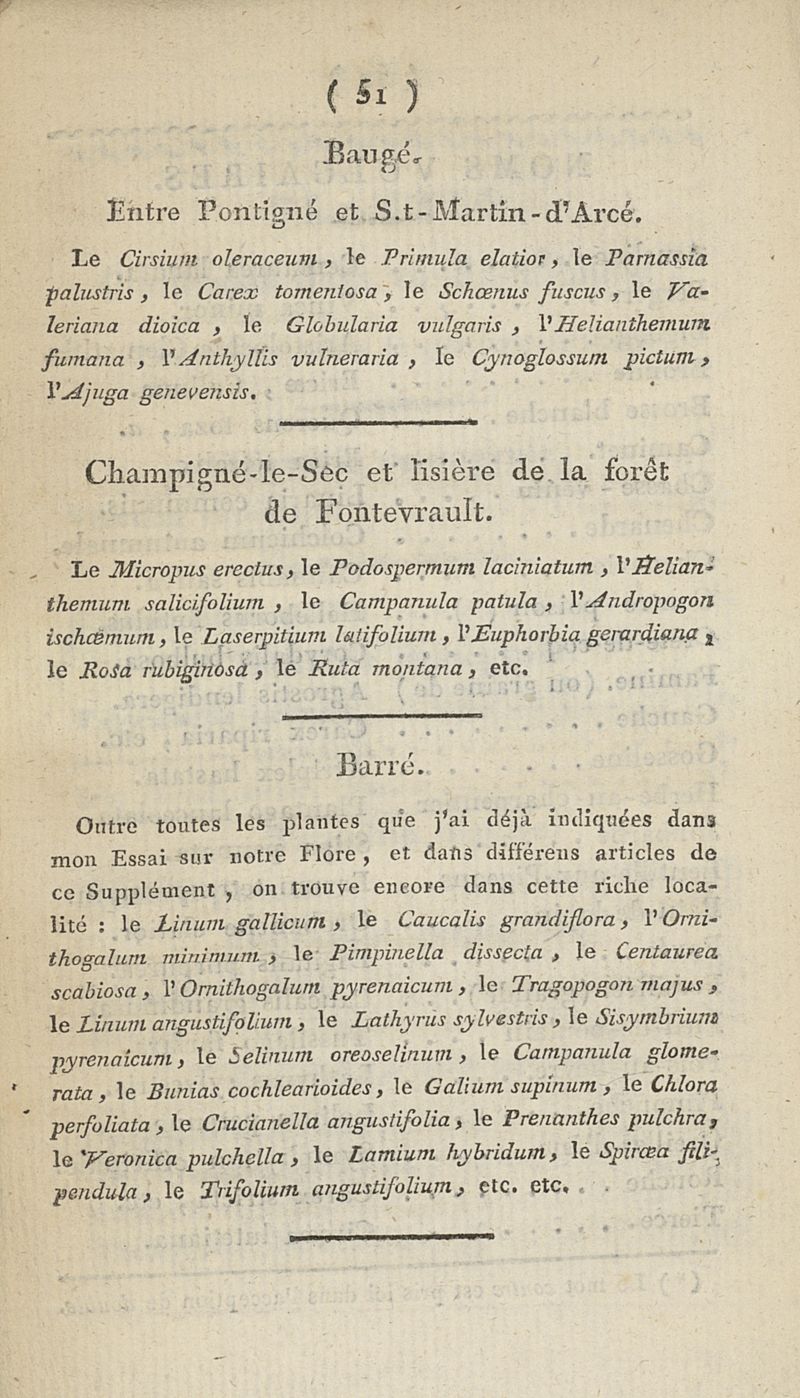 ( 51 )
Baugé.
Entre Pontigné et S.t-Martin-d'Arcé.
Le Cirsium oleraceum, le Primula elatior, le Parnassia
palustris, le Carex tomentosa, le Schœnus fuscus, le Va-
leriana dioica, le Globularia vulgaris, l'Helianthemum
fumana, l'Anthyllis vulneraria, le Cynoglossum pictum,
l'Ajuga genevensis.
Champigné-le-Sec et lisière de la forêt
de Fontevrault.
Le Micropus erectus, le Podospermum laciniatum, l'Helian-
themum salicifolium, le Campanula patula, l'Andropogon
ischœmum, le Laserpitium latifolium, l'Euphorbia gerardiana,
le Rosa rubiginosa, le Ruta montana, etc.
Barré.
Outre toutes les plantes que j'ai déjà indiquées dans
mon Essai sur notre Flore, et dans différens articles de
ce Supplément, on trouve encore dans cette riche loca-
lité : le Linum gallicum, le Caucalis grandiflora, l'Orni-
thogalum minimum, le Pimpinella dissecta, le Centaurea
scabiosa, l'Ornithogalum pyrenaicum, le Tragopogon majus,
le Linum angustifolium, le Lathyrus sylvestris, le Sisymbrium
pyrenaicum, le Selinum oreoselinum, le Campanula glome-
rata, le Bunias cochlearioides, le Galium supinum, le Chlora
perfoliata, le Crucianella angustifolia, le Prenanthes pulchra,
le Veronica pulchella, le Lamium hybridum, le Spiræa fili-
pendula, le Trifolium angustifolium, etc. etc.